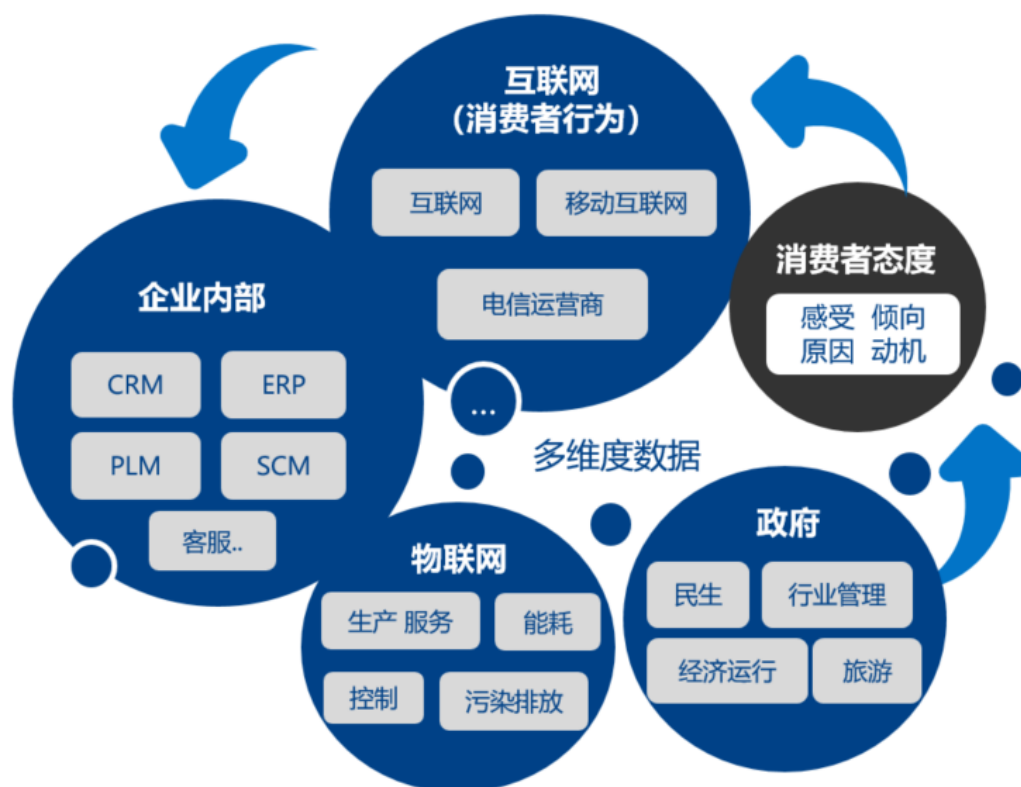 互联网
（消费者行为）
互联网
移动互联网
电信运营商
消费者态度
感受 倾向
原因 动机
企业内部
CRM
ERP
PLM
SCM
客服..
...
多维度数据
物联网
生产 服务
能耗
控制
污染排放
政府
民生
行业管理
经济运行
旅游